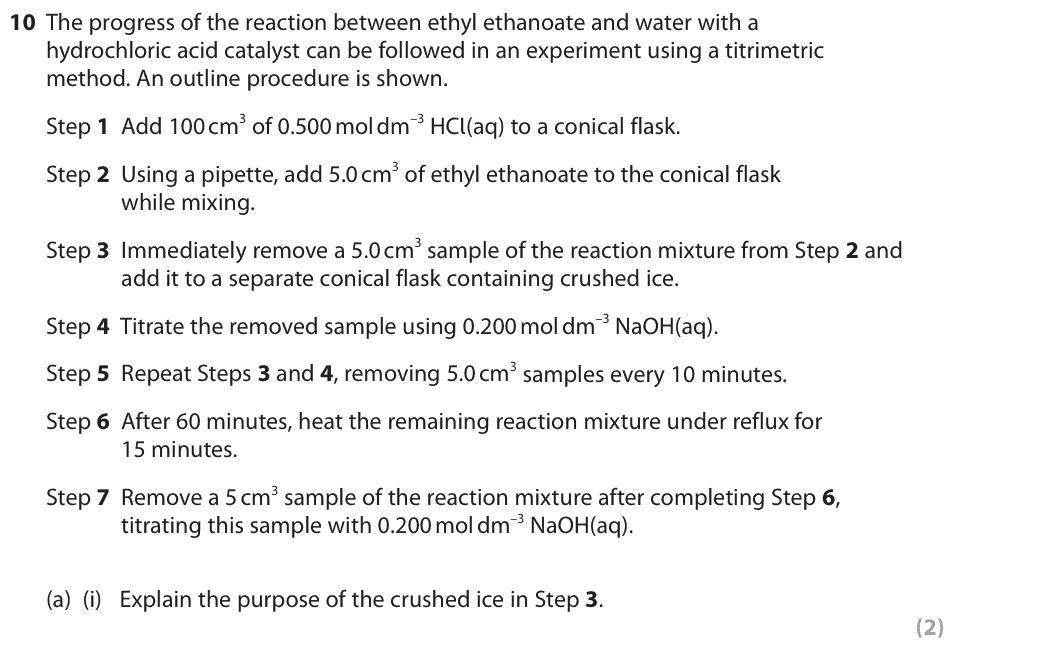 10 The progress of the reaction between ethyl ethanoate and water with a
hydrochloric acid catalyst can be followed in an experiment using a titrimetric
method. An outline procedure is shown.
Step 1 Add 100 cm³ of 0.500 mol dm⁻³ HCl(aq) to a conical flask.
Step 2 Using a pipette, add 5.0 cm³ of ethyl ethanoate to the conical flask
while mixing.
Step 3 Immediately remove a 5.0 cm³ sample of the reaction mixture from Step 2 and
add it to a separate conical flask containing crushed ice.
Step 4 Titrate the removed sample using 0.200 mol dm⁻³ NaOH(aq).
Step 5 Repeat Steps 3 and 4, removing 5.0 cm³ samples every 10 minutes.
Step 6 After 60 minutes, heat the remaining reaction mixture under reflux for
15 minutes.
Step 7 Remove a 5 cm³ sample of the reaction mixture after completing Step 6,
titrating this sample with 0.200 mol dm⁻³ NaOH(aq).
(a) (i) Explain the purpose of the crushed ice in Step 3.
(2)